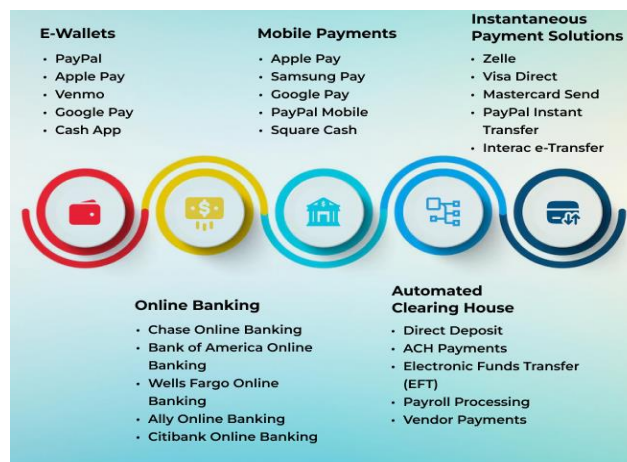 E-Wallets
• PayPal
• Apple Pay
• Venmo
• Google Pay
• Cash App
Mobile Payments
• Apple Pay
• Samsung Pay
• Google Pay
• PayPal Mobile
• Square Cash
Instantaneous
Payment Solutions
• Zelle
• Visa Direct
• Mastercard Send
• PayPal Instant
Transfer
• Interac e-Transfer
$
Online Banking
• Chase Online Banking
• Bank of America Online
Banking
• Wells Fargo Online
Banking
• Ally Online Banking
• Citibank Online Banking
Automated
Clearing House
• Direct Deposit
• ACH Payments
• Electronic Funds Transfer
(EFT)
• Payroll Processing
• Vendor Payments